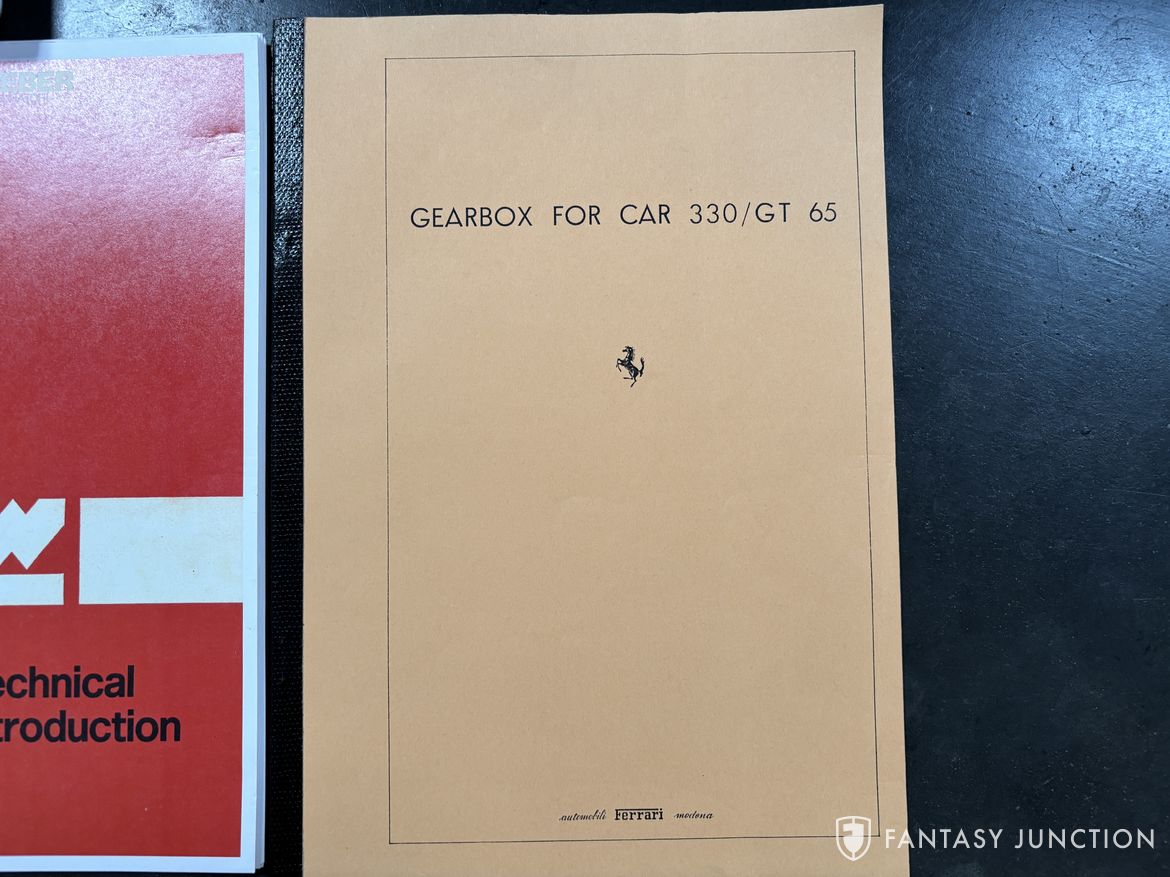 echnical
troduction
GEARBOX FOR CAR 330/GT 65
automobili Ferrari modena
FANTASY JUNCTION